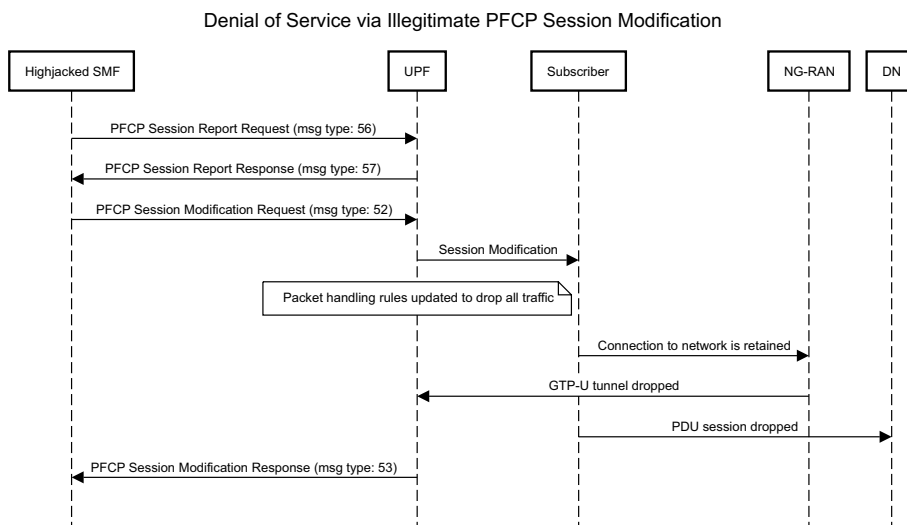 Denial of Service via Illegitimate PFCP Session Modification
Highjacked SMF
UPF
Subscriber
NG-RAN
DN
PFCP Session Report Request (msg type: 56)
PFCP Session Report Response (msg type: 57)
PFCP Session Modification Request (msg type: 52)
Session Modification
Packet handling rules updated to drop all traffic
Connection to network is retained
GTP-U tunnel dropped
PDU session dropped
PFCP Session Modification Response (msg type: 53)